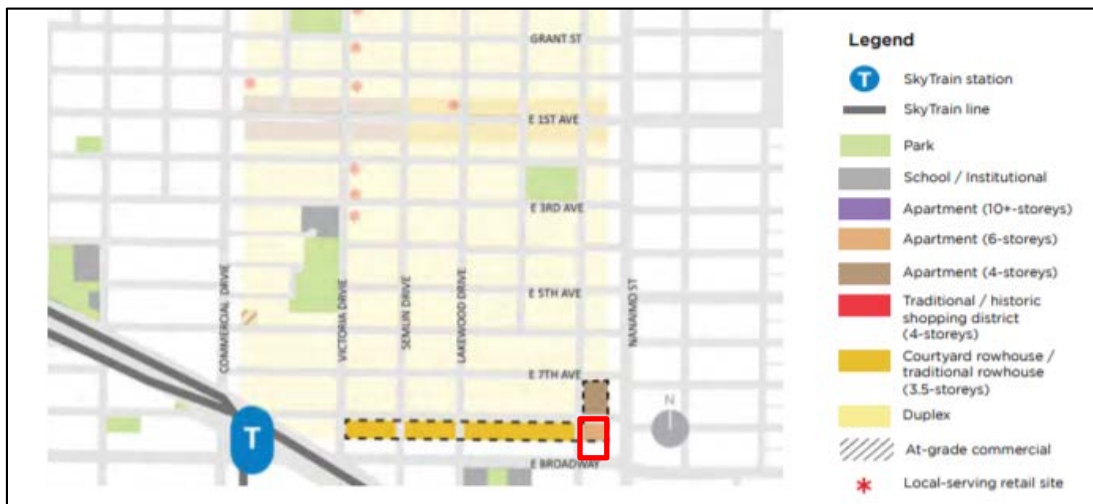 GRANT ST
E 1ST AVE
E 3RD AVE
E 5TH AVE
E 7TH AVE
E BROADWAY
COMMERCIAL DRVIE
VICTORIA DRVIE
SEMLIN DRIVE
LAKEWOOD DRIVE
NANAIMO ST
N
T
Legend
T
SkyTrain station
SkyTrain line
Park
School / Institutional
Apartment (10+-storeys)
Apartment (6-storeys)
Apartment (4-storeys)
Traditional / historic
shopping district
(4-storeys)
Courtyard rowhouse /
traditional rowhouse
(3.5-storeys)
Duplex
At-grade commercial
Local-serving retail site